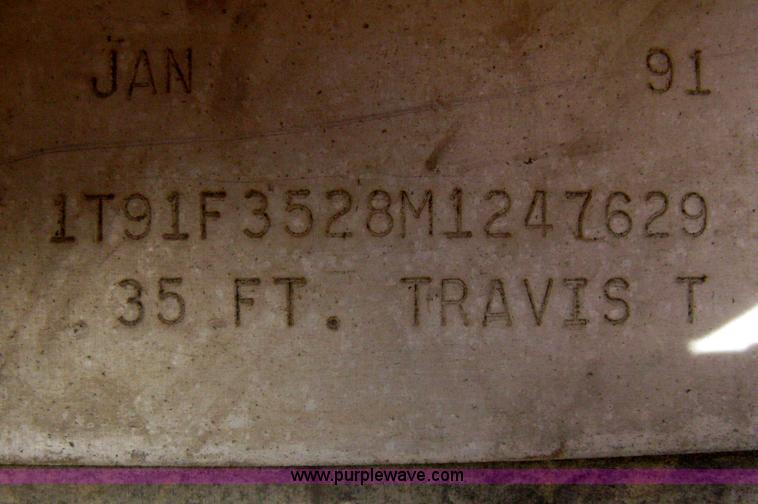 JAN 91
1T91F3528M1247629
35 FT. TRAVIS T
www.purplewave.com